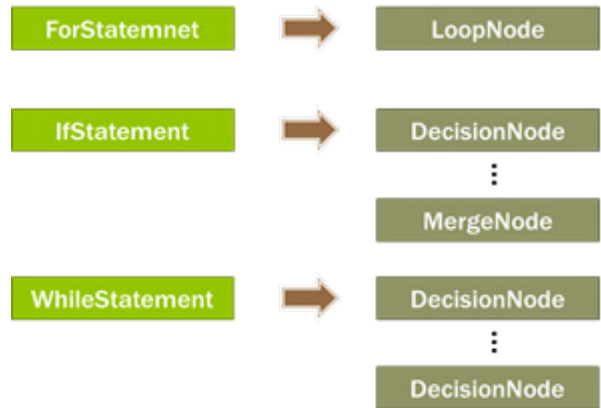 ForStatemnet
LoopNode
IfStatement
DecisionNode
MergeNode
WhileStatement
DecisionNode
DecisionNode